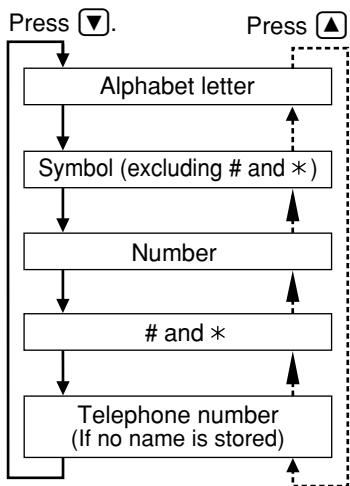 Press ▼.
Press ▲
Alphabet letter
Symbol (excluding # and ✳)
Number
# and ✳
Telephone number
(If no name is stored)